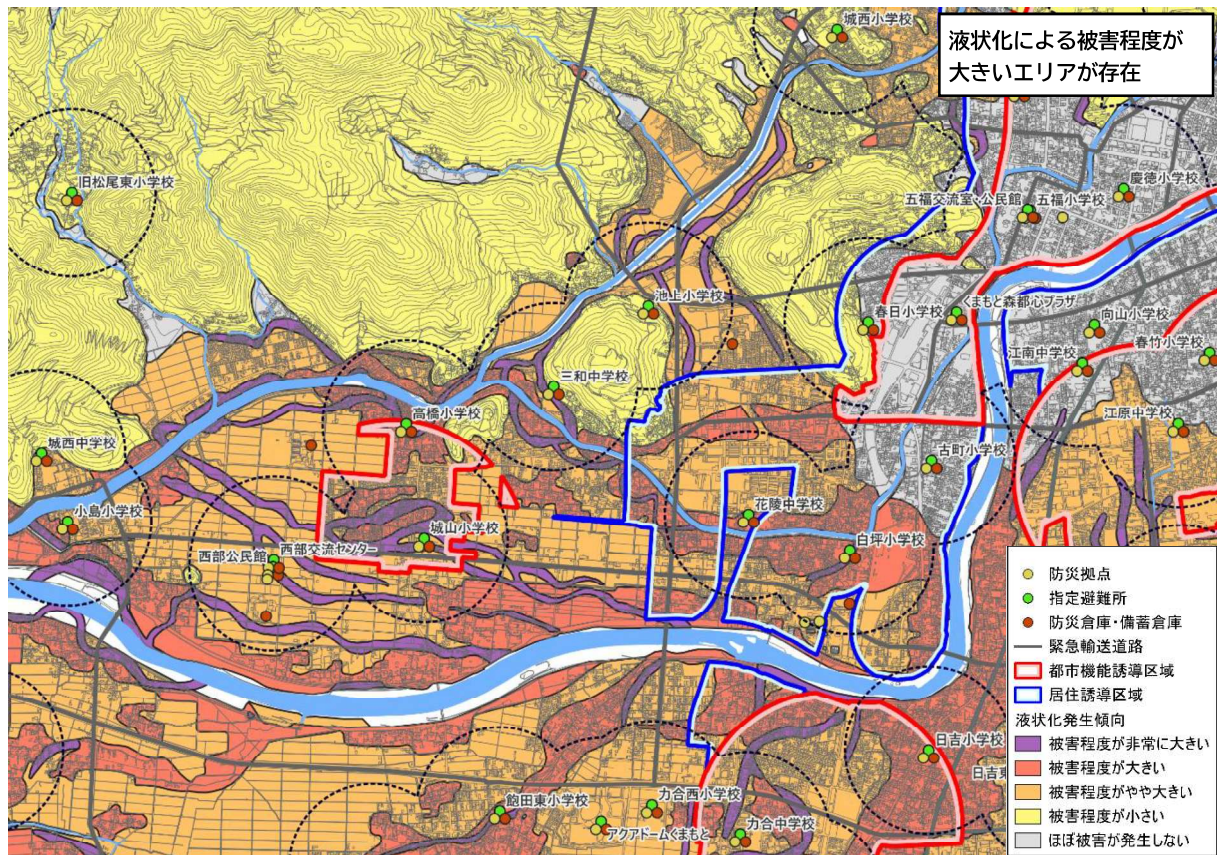 城西小学校
液状化による被害程度が
大きいエリアが存在
旧松尾東小学校
慶徳小学校
五福交流室・公民館
五福小学校
池上小学校
春日小学校
くまもと森都心プラザ
向山小学校
江南中学校
春竹小学校
三和中学校
高橋小学校
江原中学校
城西中学校
古町小学校
小島小学校
花陵中学校
城山小学校
西部公民館
西部交流センター
白坪小学校
防災拠点
指定避難所
防災倉庫・備蓄倉庫
緊急輸送道路
都市機能誘導区域
居住誘導区域
液状化発生傾向
被害程度が非常に大きい
被害程度が大きい
被害程度がやや大きい
被害程度が小さい
ほぼ被害が発生しない
日吉小学校
日吉東
飽田東小学校
力合西小学校
アクアドームくまもと
力合中学校